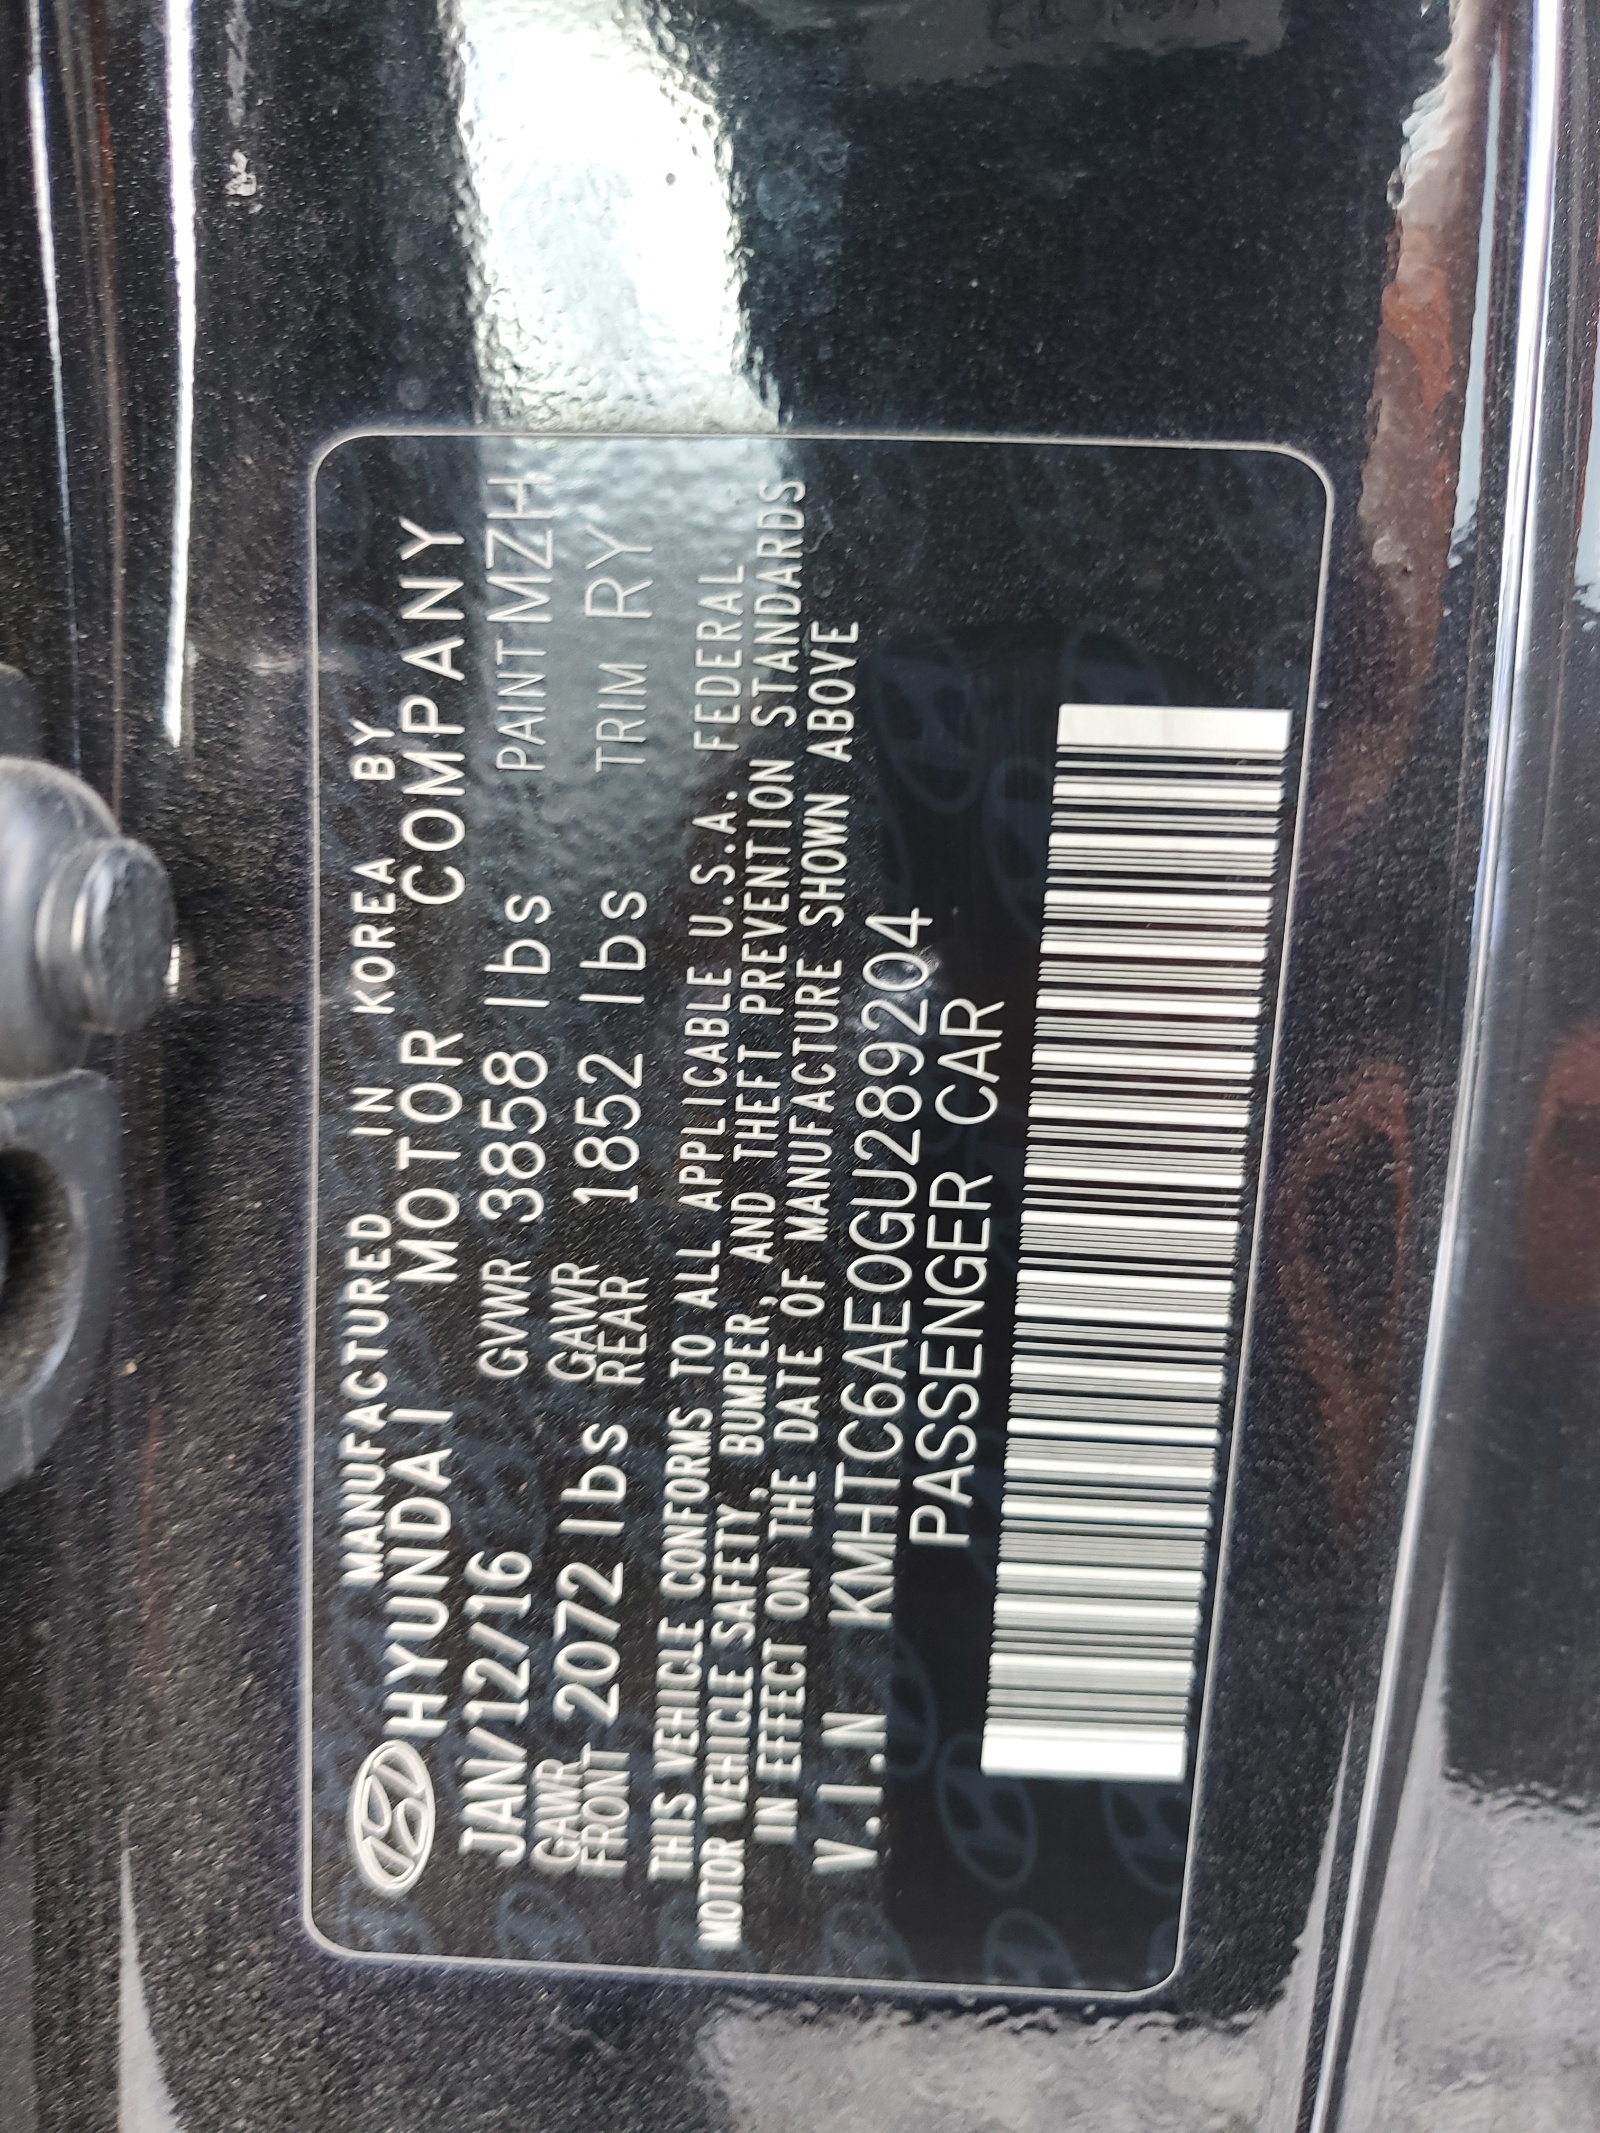 MANUFACTURED IN KOREA BY
HYUNDAI MOTOR COMPANY
JAN/12/16 GVWR 3858 lbs PAINT MZH
GAWR FRONT 2072 lbs GAWR REAR 1852 lbs TRIM RY
THIS VEHICLE CONFORMS TO ALL APPLICABLE U.S.A. FEDERAL
MOTOR VEHICLE SAFETY, BUMPER, AND THEFT PREVENTION STANDARDS
IN EFFECT ON THE DATE OF MANUFACTURE SHOWN ABOVE
V.I.N KMHTC6AE0GU289204
PASSENGER CAR